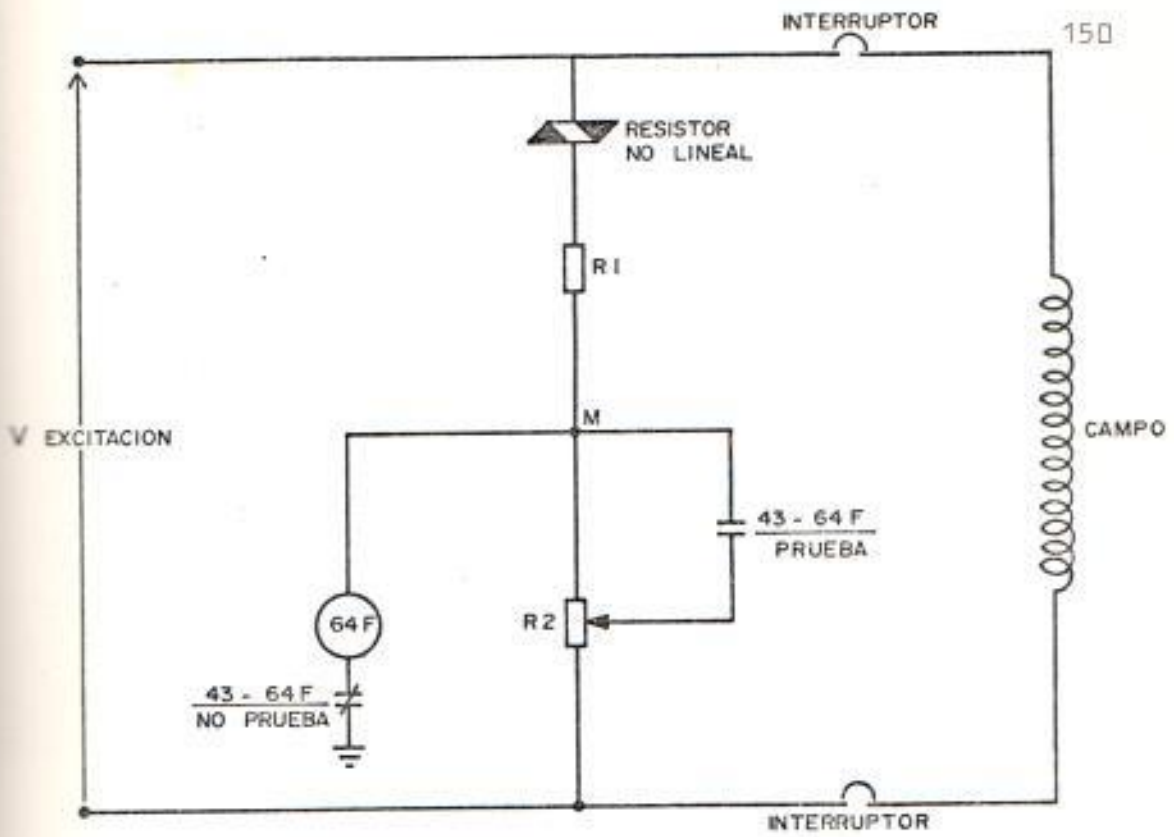 INTERRUPTOR
150
RESISTOR
NO LINEAL
R1
M
V EXCITACION
CAMPO
43 - 64 F
PRUEBA
64 F
R2
43 - 64 F
NO PRUEBA
INTERRUPTOR